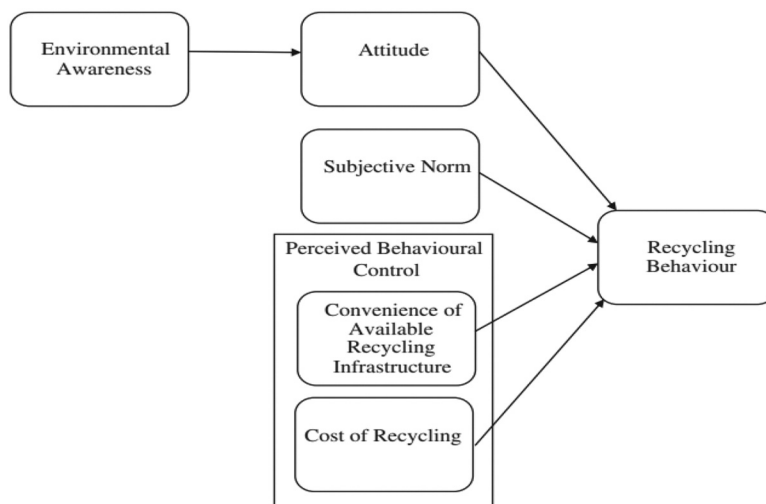 Environmental
Awareness
Attitude
Subjective Norm
Perceived Behavioural
Control
Convenience of
Available
Recycling
Infrastructure
Cost of Recycling
Recycling
Behaviour